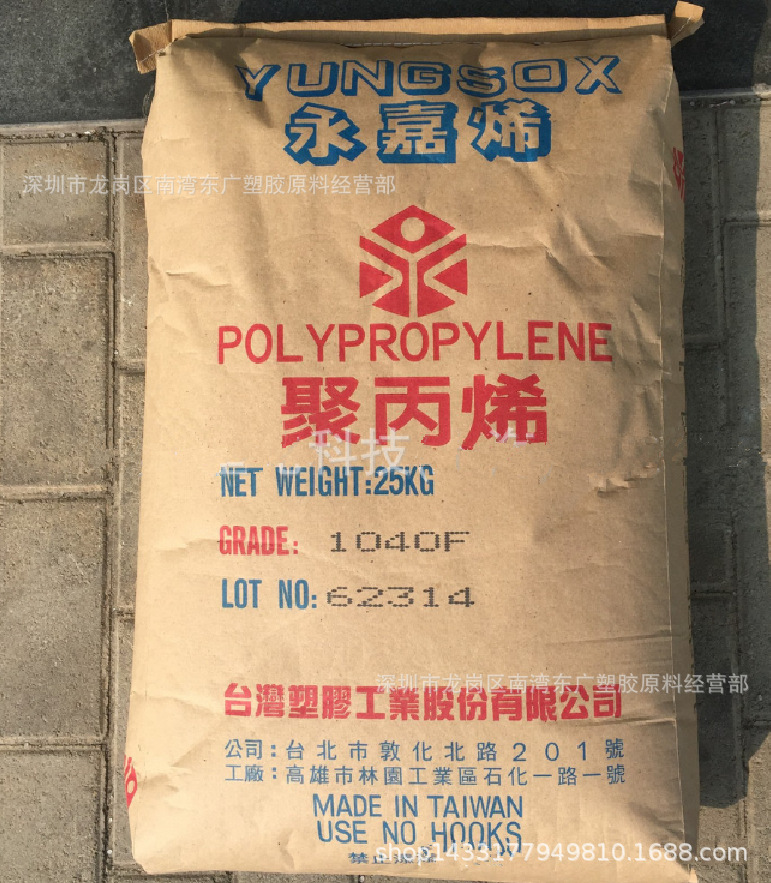 YUNGSOX
永嘉烯
深圳市龙岗区南湾东广塑胶原料经营部
POLYPROPYLENE
聚丙烯
科技
NET WEIGHT:25KG
GRADE: 1040F
LOT NO: 62314
深圳市龙岗区南湾东广塑胶原料经营部
台灣塑膠工業股份有限公司
公司:台北市敦化北路201號
工廠:高雄市林園工業區石化一路一號
MADE IN TAIWAN
USE NO HOOKS
shop1433177949810.1688.com